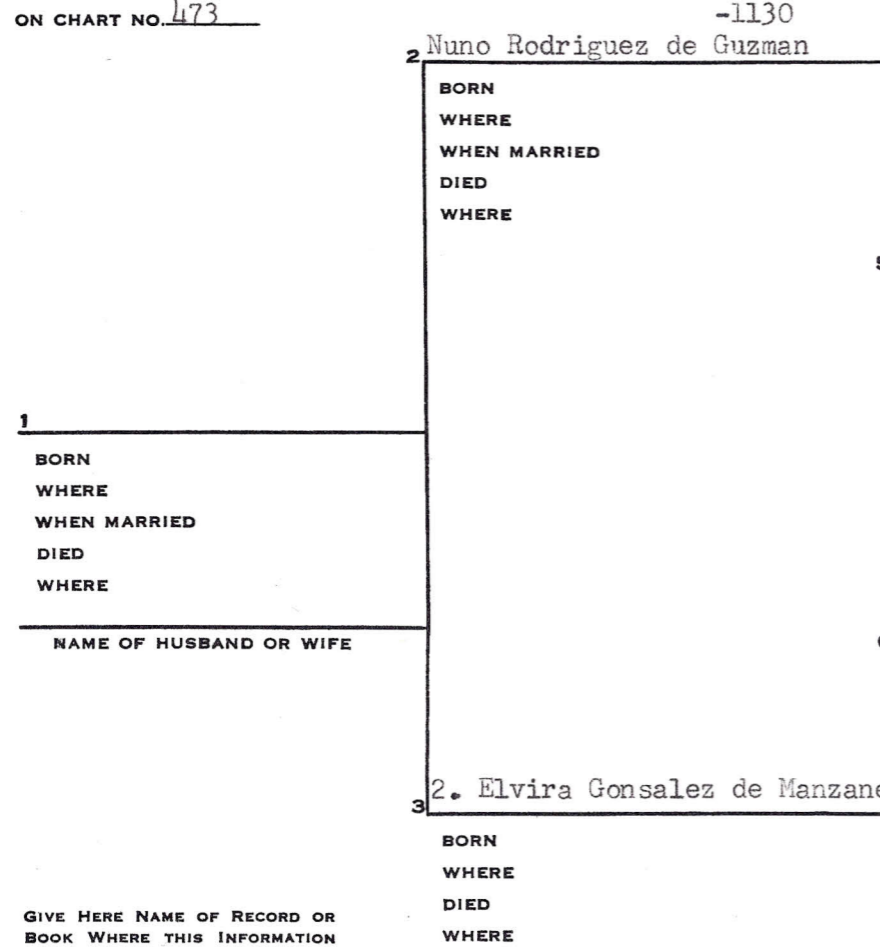 ON CHART NO. 473
-1130
2 Nuno Rodriguez de Guzman
BORN
WHERE
WHEN MARRIED
DIED
WHERE
1
BORN
WHERE
WHEN MARRIED
DIED
WHERE
NAME OF HUSBAND OR WIFE
3 2. Elvira Gonsalez de Manzane
BORN
WHERE
DIED
WHERE
GIVE HERE NAME OF RECORD OR
BOOK WHERE THIS INFORMATION